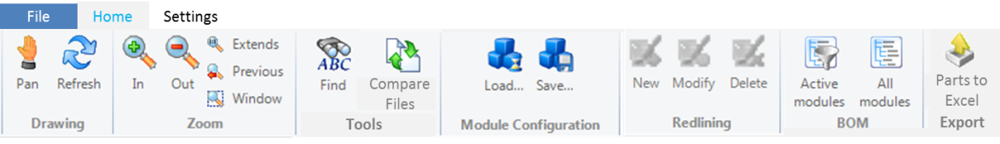 File Home Settings
Extends
Previous
Window
ABC
Pan Refresh In Out Find Compare Files Load... Save... New Modify Delete Active modules All modules Parts to Excel
Drawing Zoom Tools Module Configuration Redlining BOM Export